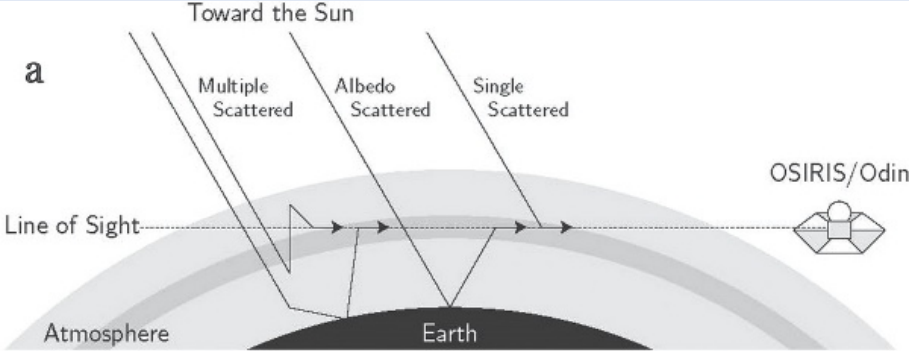 Toward the Sun
a
Multiple
Scattered
Albedo
Scattered
Single
Scattered
OSIRIS/Odin
Line of Sight
Atmosphere
Earth